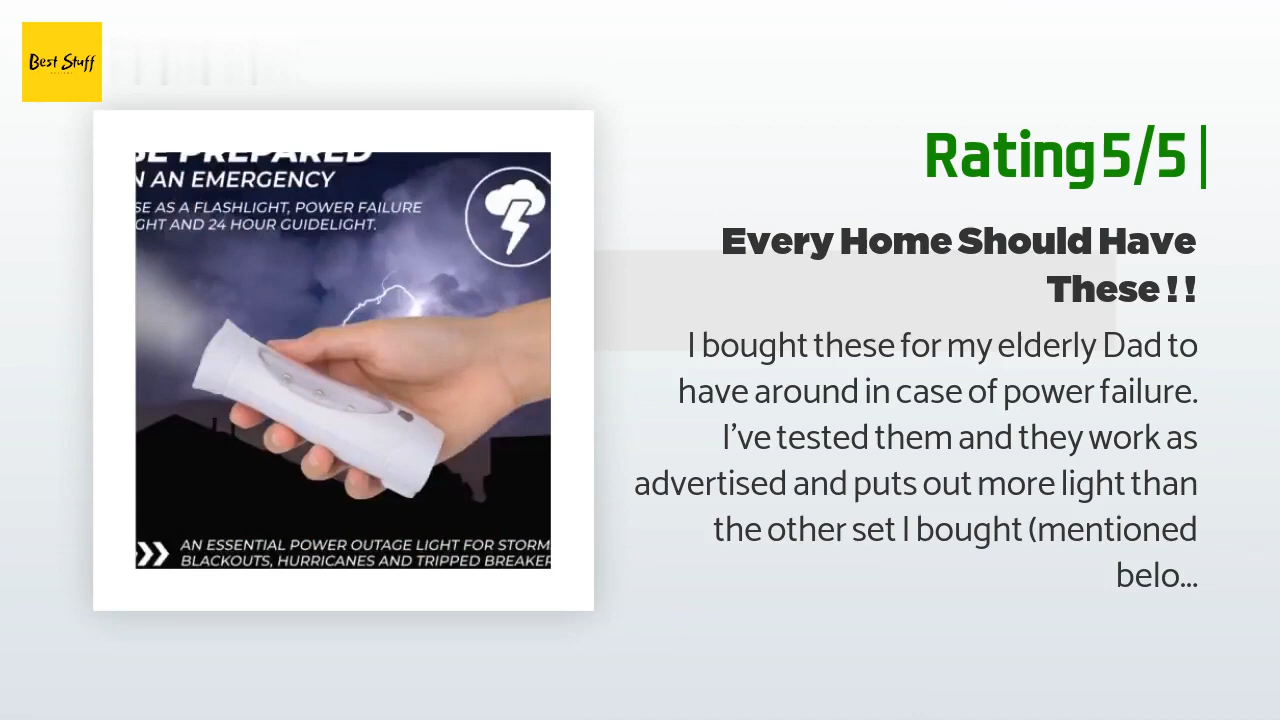 Best Stuff
BE PREPARED
N AN EMERGENCY
SE AS A FLASHLIGHT, POWER FAILURE
GHT AND 24 HOUR GUIDELIGHT.
AN ESSENTIAL POWER OUTAGE LIGHT FOR STORM
BLACKOUTS, HURRICANES AND TRIPPED BREAKER
Rating 5/5 |
Every Home Should Have
These ! !
I bought these for my elderly Dad to
have around in case of power failure.
I've tested them and they work as
advertised and puts out more light than
the other set I bought (mentioned
belo...